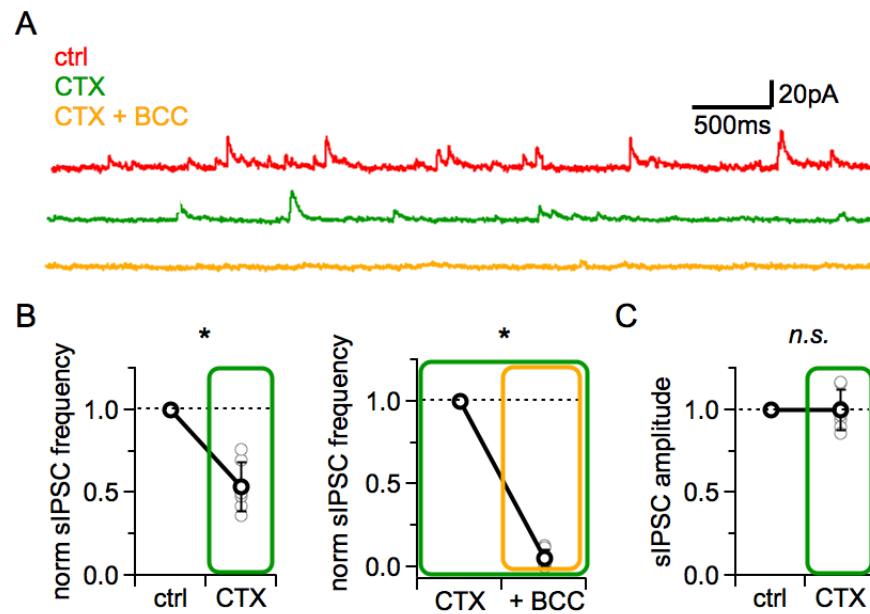 A
ctrl
CTX
CTX + BCC
20pA
500ms
B
*
norm sIPSC frequency
1.0
0.5
0.0
ctrl CTX
*
norm sIPSC frequency
1.0
0.5
0.0
CTX + BCC
C
n.s.
sIPSC amplitude
1.0
0.5
0.0
ctrl CTX